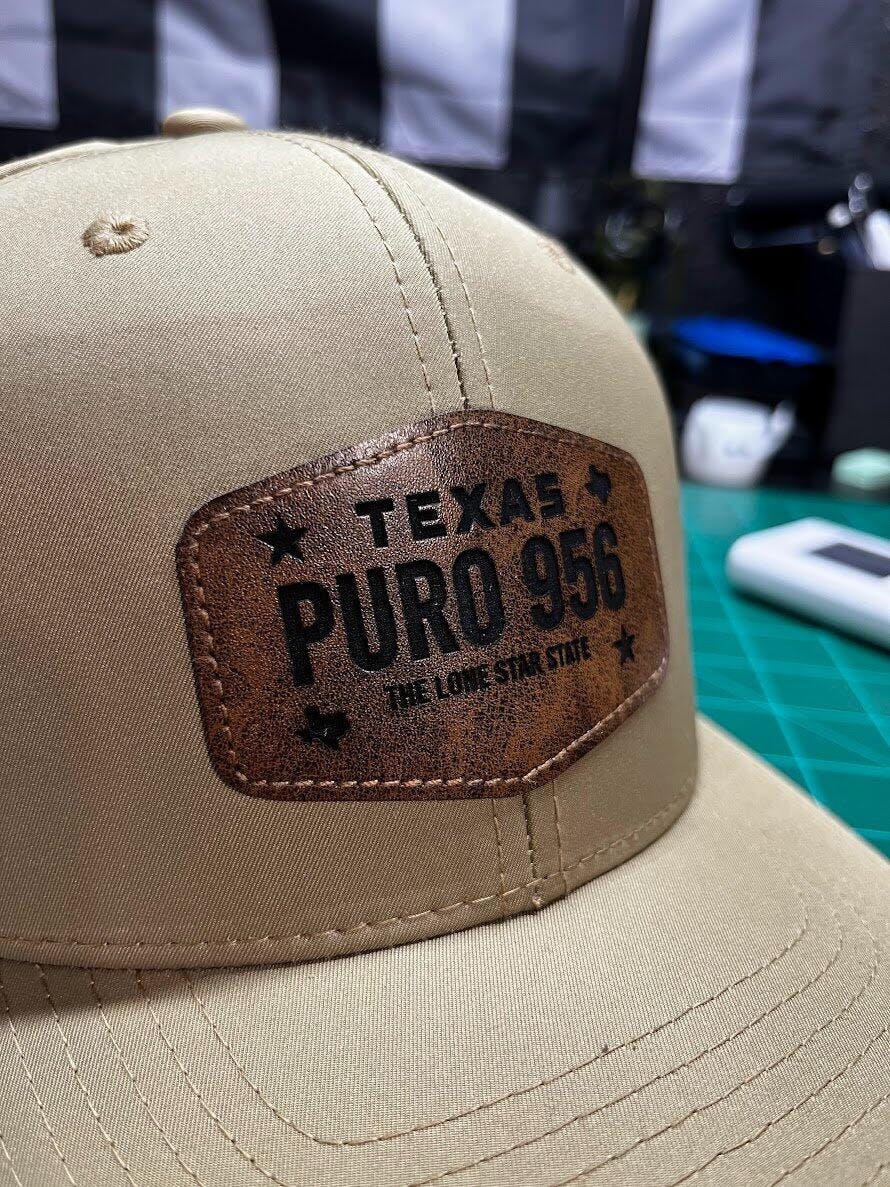 TEXAS
PURO 956
THE LONE STAR STATE